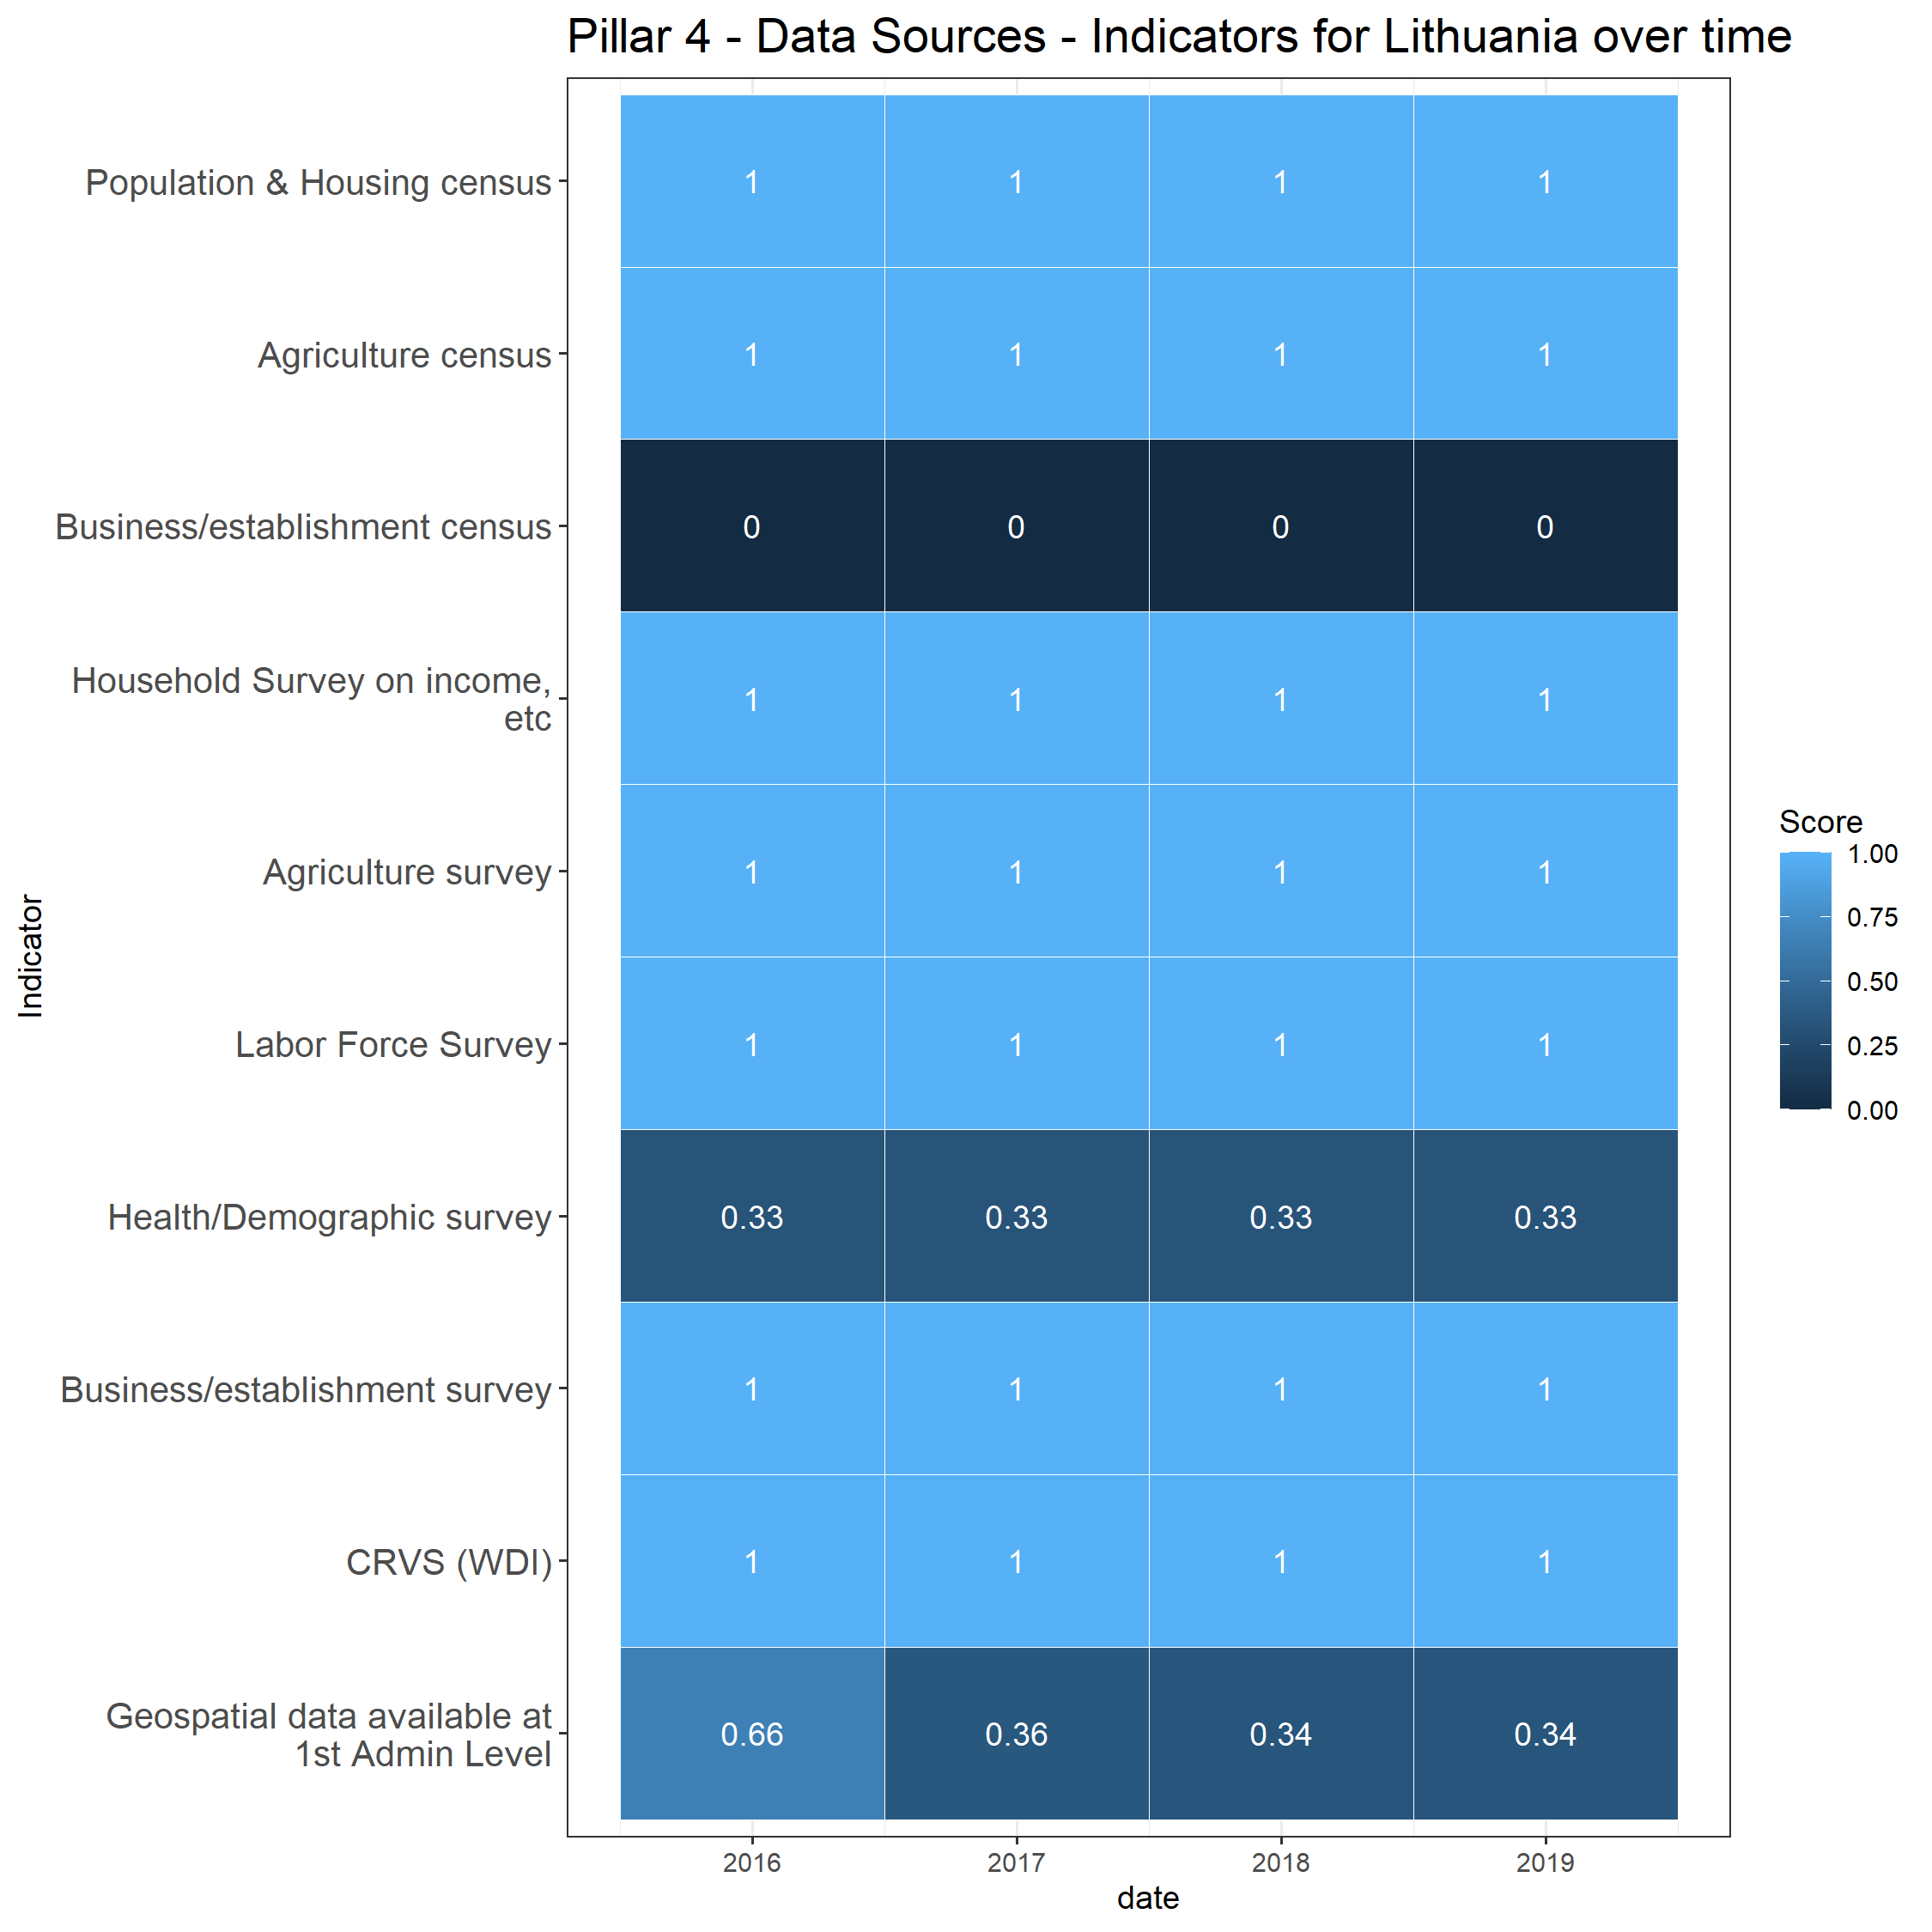 Pillar 4 - Data Sources - Indicators for Lithuania over time
Indicator
Population & Housing census
1 1 1 1
Agriculture census
1 1 1 1
Business/establishment census
0 0 0 0
Household Survey on income,
etc
1 1 1 1
Agriculture survey
1 1 1 1
Labor Force Survey
1 1 1 1
Health/Demographic survey
0.33 0.33 0.33 0.33
Business/establishment survey
1 1 1 1
CRVS (WDI)
1 1 1 1
Geospatial data available at
1st Admin Level
0.66 0.36 0.34 0.34
2016 2017 2018 2019
date
Score
1.00
0.75
0.50
0.25
0.00